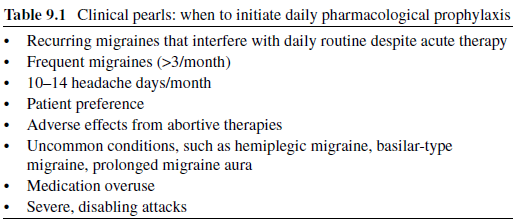 Table 9.1 Clinical pearls: when to initiate daily pharmacological prophylaxis
• Recurring migraines that interfere with daily routine despite acute therapy
• Frequent migraines (>3/month)
• 10–14 headache days/month
• Patient preference
• Adverse effects from abortive therapies
• Uncommon conditions, such as hemiplegic migraine, basilar-type
migraine, prolonged migraine aura
• Medication overuse
• Severe, disabling attacks